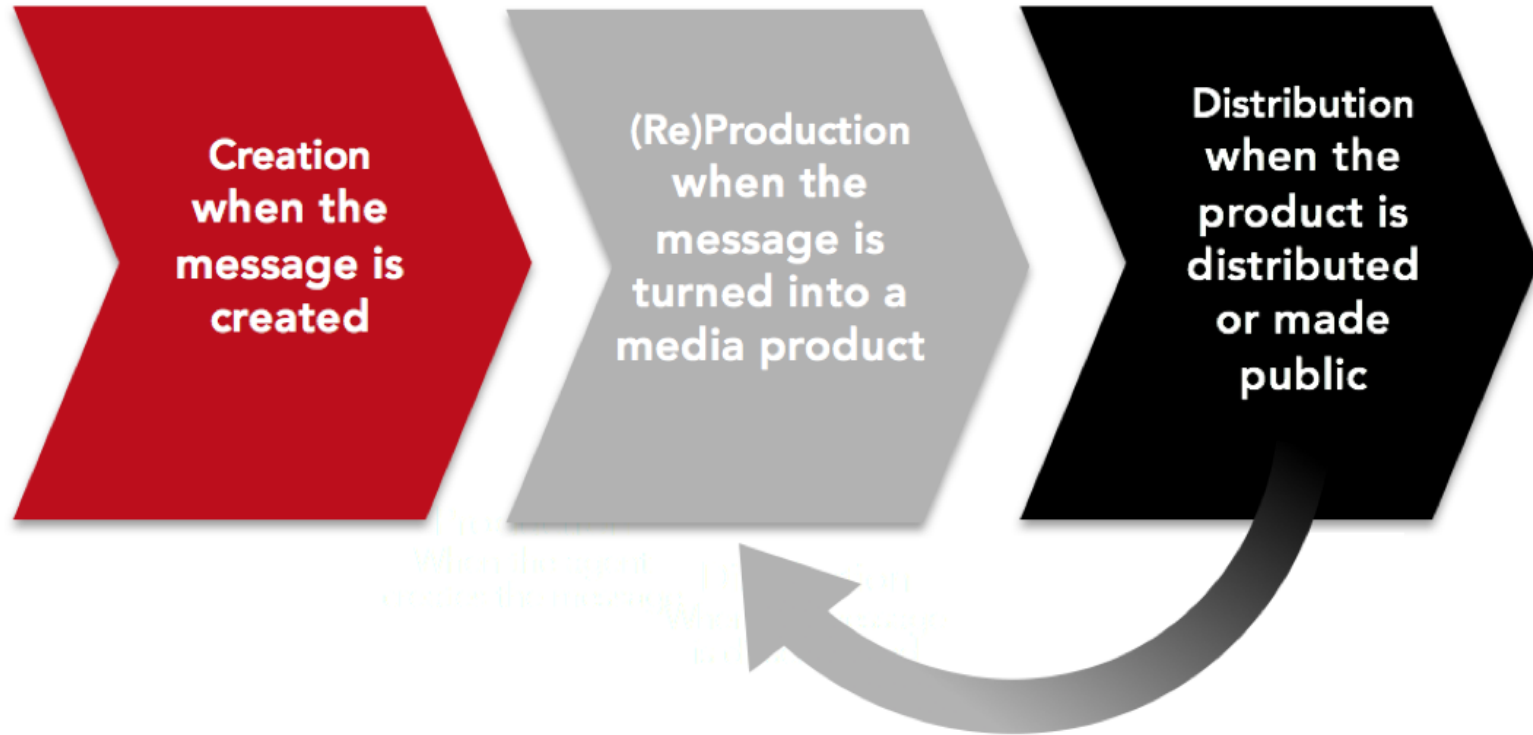 Creation
when the
message is
created
(Re)Production
when the
message is
turned into a
media product
Distribution
when the
product is
distributed
or made
public